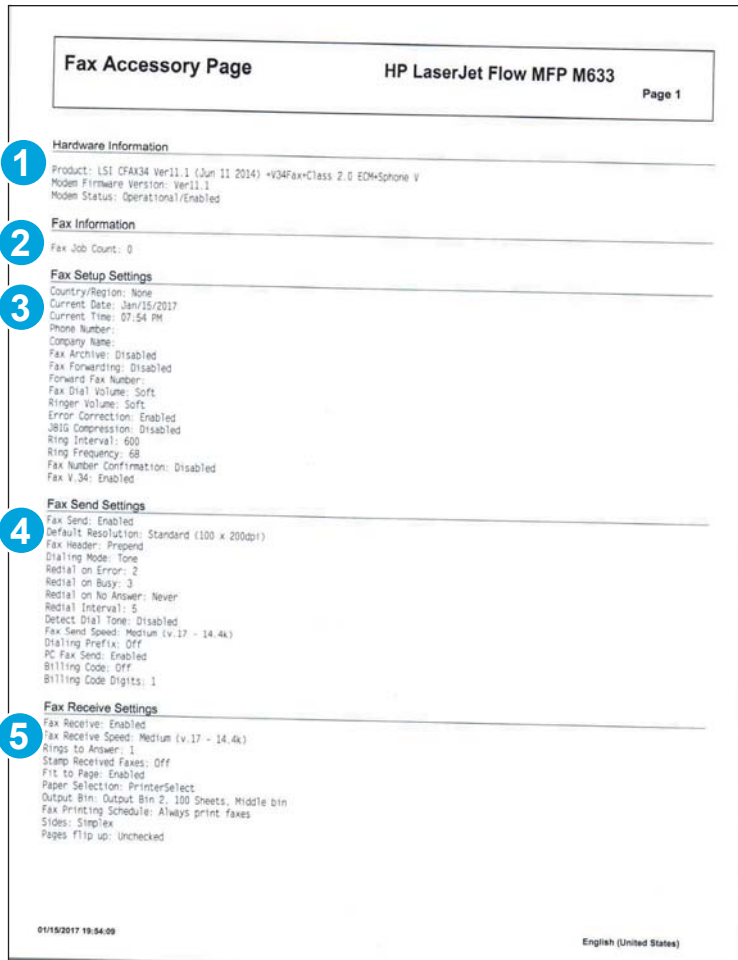 Fax Accessory Page
HP LaserJet Flow MFP M633
Page 1
Hardware Information
1
Product: LSI CFAX34 Ver11.1 (Jun 11 2014) +V34Fax+Class 2.0 ECM+Sphone V
Modem Firmware Version: Ver11.1
Modem Status: Operational/Enabled
Fax Information
2
Fax Job Count: 0
Fax Setup Settings
3
Country/Region: None
Current Date: Jan/15/2017
Current Time: 07:54 PM
Phone Number:
Company Name:
Fax Archive: Disabled
Fax Forwarding: Disabled
Forward Fax Number:
Fax Dial Volume: Soft
Ringer Volume: Soft
Error Correction: Enabled
JBIG Compression: Disabled
Ring Interval: 600
Ring Frequency: 68
Fax Number Confirmation: Disabled
Fax V.34: Enabled
Fax Send Settings
4
Fax Send: Enabled
Default Resolution: Standard (100 x 200dpi)
Fax Header: Prepend
Dialing Mode: Tone
Redial on Error: 2
Redial on Busy: 3
Redial on No Answer: Never
Redial Interval: 5
Detect Dial Tone: Disabled
Fax Send Speed: Medium (v.17 - 14.4k)
Dialing Prefix: Off
PC Fax Send: Enabled
Billing Code: Off
Billing Code Digits: 1
Fax Receive Settings
5
Fax Receive: Enabled
Fax Receive Speed: Medium (v.17 - 14.4k)
Rings to Answer: 1
Stamp Received Faxes: Off
Fit to Page: Enabled
Paper Selection: PrinterSelect
Output Bin: Output Bin 2, 100 Sheets, Middle bin
Fax Printing Schedule: Always print faxes
Sides: Simplex
Pages flip up: Unchecked
01/15/2017 19:54:09
English (United States)